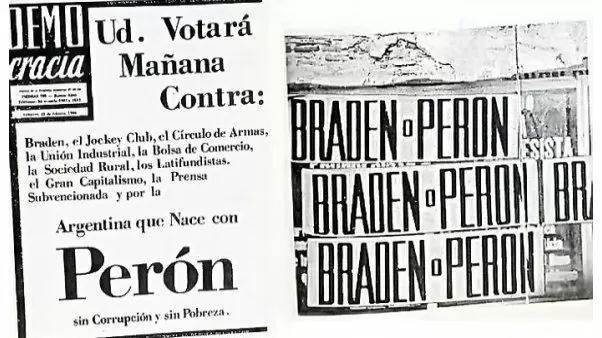 DEMO
cracia
Ud. Votará
Mañana
Contra:
Braden, el Jockey Club, el Círculo de Armas,
la Unión Industrial, la Bolsa de Comercio,
la Sociedad Rural, los Latifundistas.
el Gran Capitalismo, la Prensa
Subvencionada y por la
Argentina que Nace con
Perón
sin Corrupción y sin Pobreza.
BRADEN o PERON
ESISTA
BRADEN o PERON
BR
BRADEN o PERON